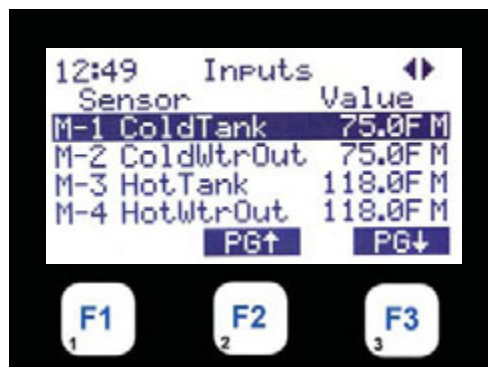 12:49 Inputs ◀▶
Sensor Value
M-1 ColdTank 75.0F M
M-2 ColdWtrOut 75.0F M
M-3 HotTank 118.0F M
M-4 HotWtrOut 118.0F M
PG↑ PG↓
F1 F2 F3
1 2 3